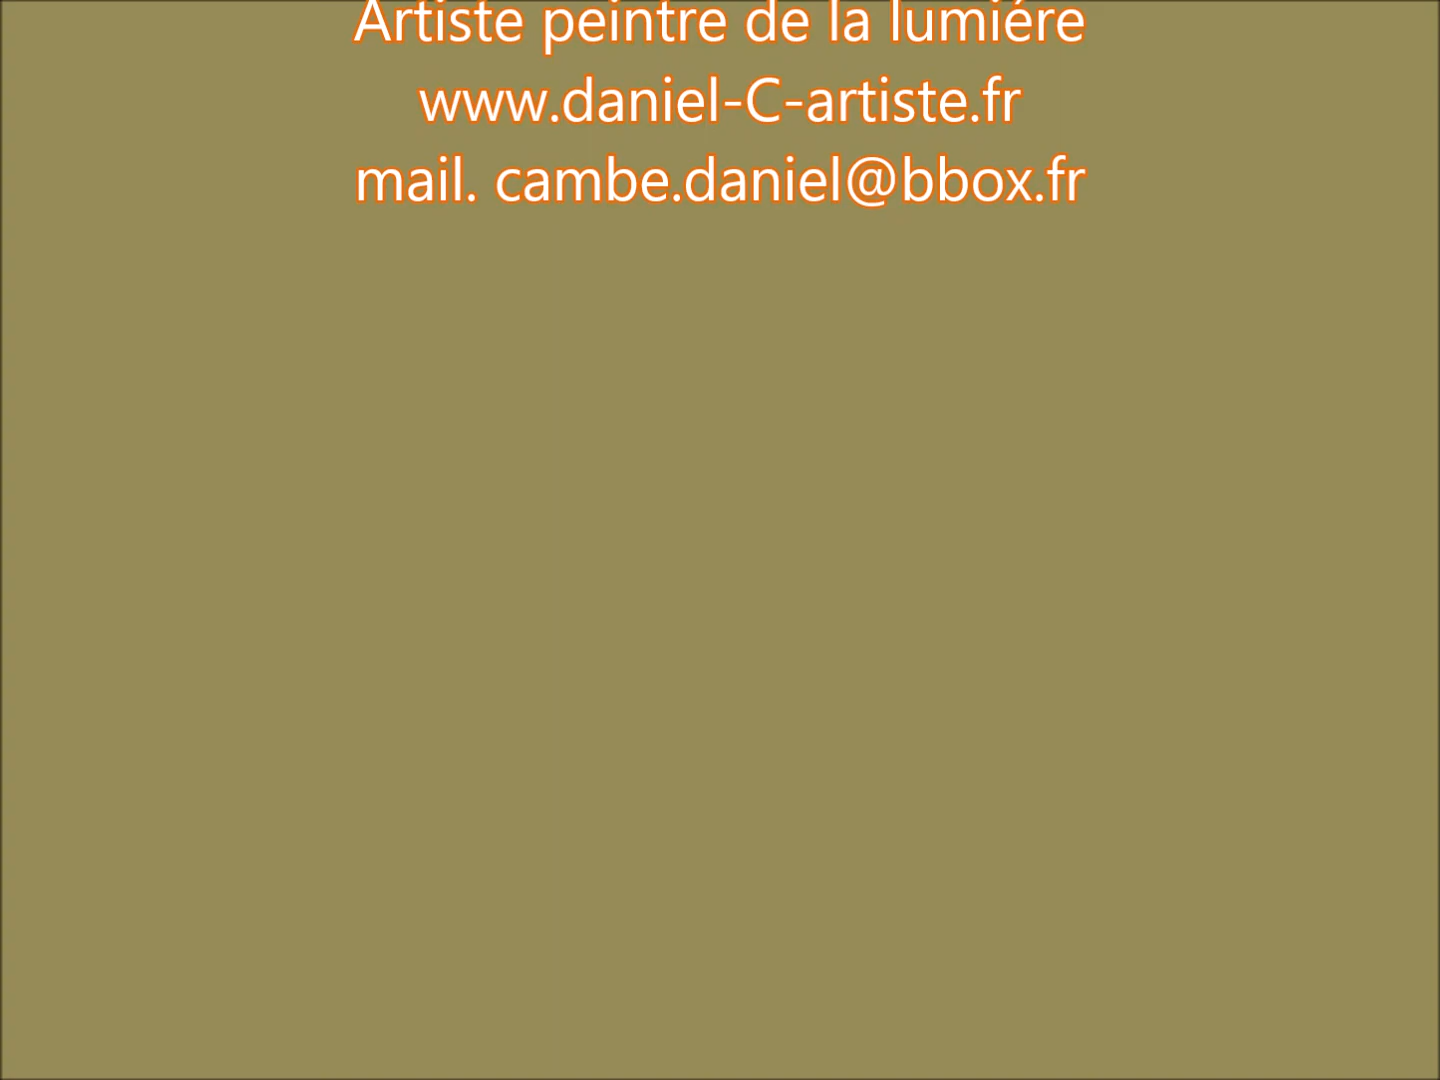 Artiste peintre de la lumiére
www.daniel-C-artiste.fr
mail. cambe.daniel@bbox.fr